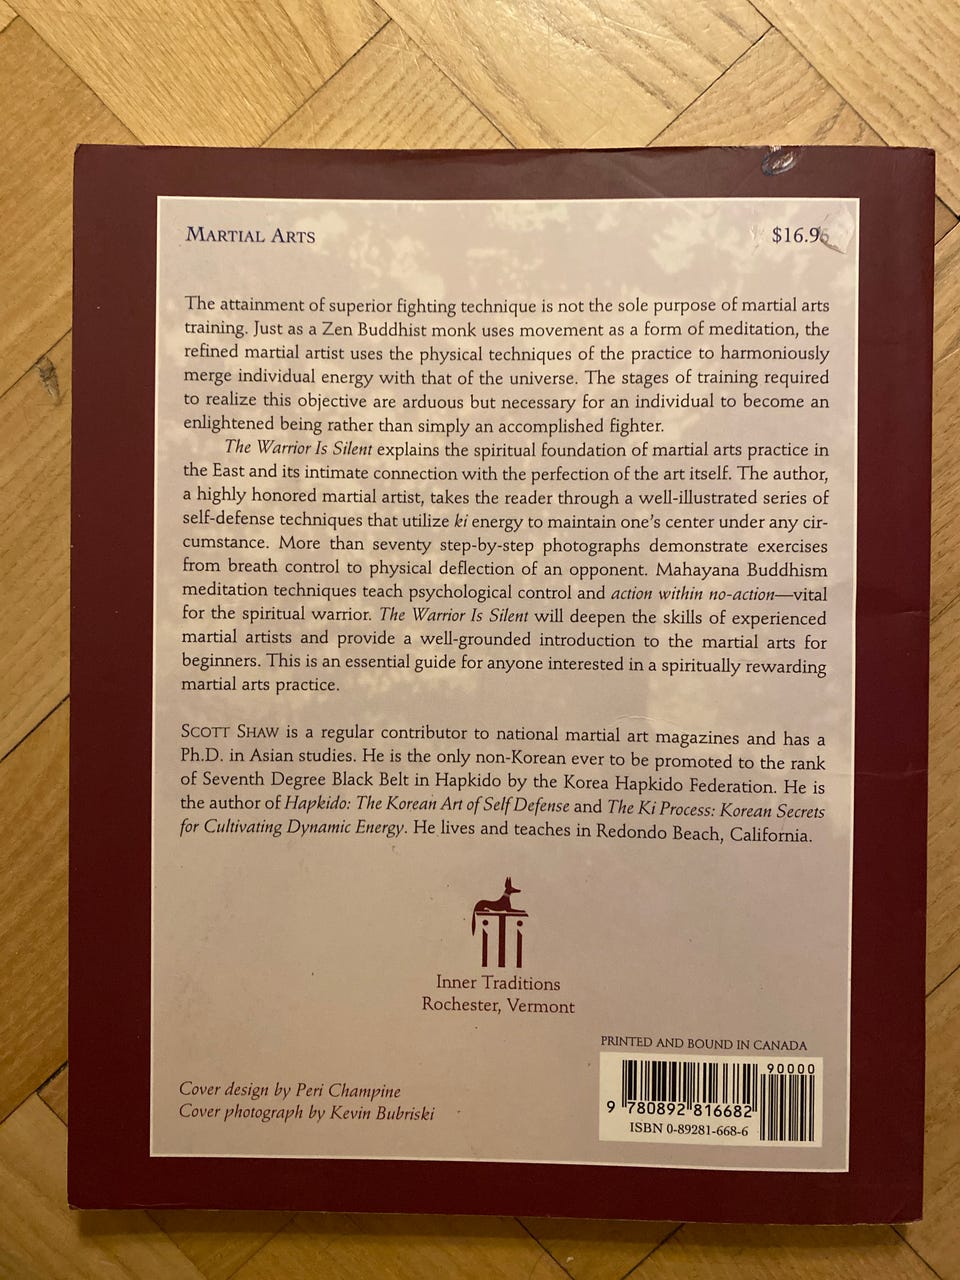 MARTIAL ARTS
$16.95
The attainment of superior fighting technique is not the sole purpose of martial arts
training. Just as a Zen Buddhist monk uses movement as a form of meditation, the
refined martial artist uses the physical techniques of the practice to harmoniously
merge individual energy with that of the universe. The stages of training required
to realize this objective are arduous but necessary for an individual to become an
enlightened being rather than simply an accomplished fighter.
The Warrior Is Silent explains the spiritual foundation of martial arts practice in
the East and its intimate connection with the perfection of the art itself. The author,
a highly honored martial artist, takes the reader through a well-illustrated series of
self-defense techniques that utilize ki energy to maintain one's center under any cir-
cumstance. More than seventy step-by-step photographs demonstrate exercises
from breath control to physical deflection of an opponent. Mahayana Buddhism
meditation techniques teach psychological control and action within no-action—vital
for the spiritual warrior. The Warrior Is Silent will deepen the skills of experienced
martial artists and provide a well-grounded introduction to the martial arts for
beginners. This is an essential guide for anyone interested in a spiritually rewarding
martial arts practice.
SCOTT SHAW is a regular contributor to national martial art magazines and has a
Ph.D. in Asian studies. He is the only non-Korean ever to be promoted to the rank
of Seventh Degree Black Belt in Hapkido by the Korea Hapkido Federation. He is
the author of Hapkido: The Korean Art of Self Defense and The Ki Process: Korean Secrets
for Cultivating Dynamic Energy. He lives and teaches in Redondo Beach, California.
iTi
Inner Traditions
Rochester, Vermont
PRINTED AND BOUND IN CANADA
90000
9 780892 816682
ISBN 0-89281-668-6
Cover design by Peri Champine
Cover photograph by Kevin Bubriski